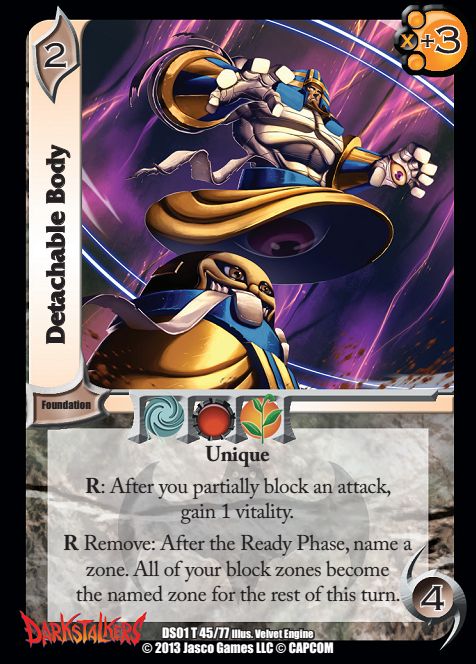 2
X +3
Detachable Body
Foundation
Unique
R: After you partially block an attack,
gain 1 vitality.
R Remove: After the Ready Phase, name a
zone. All of your block zones become
the named zone for the rest of this turn.
4
DARKSTALKERS
DS01 T 45/77 Illus. Velvet Engine
© 2013 Jasco Games LLC © CAPCOM